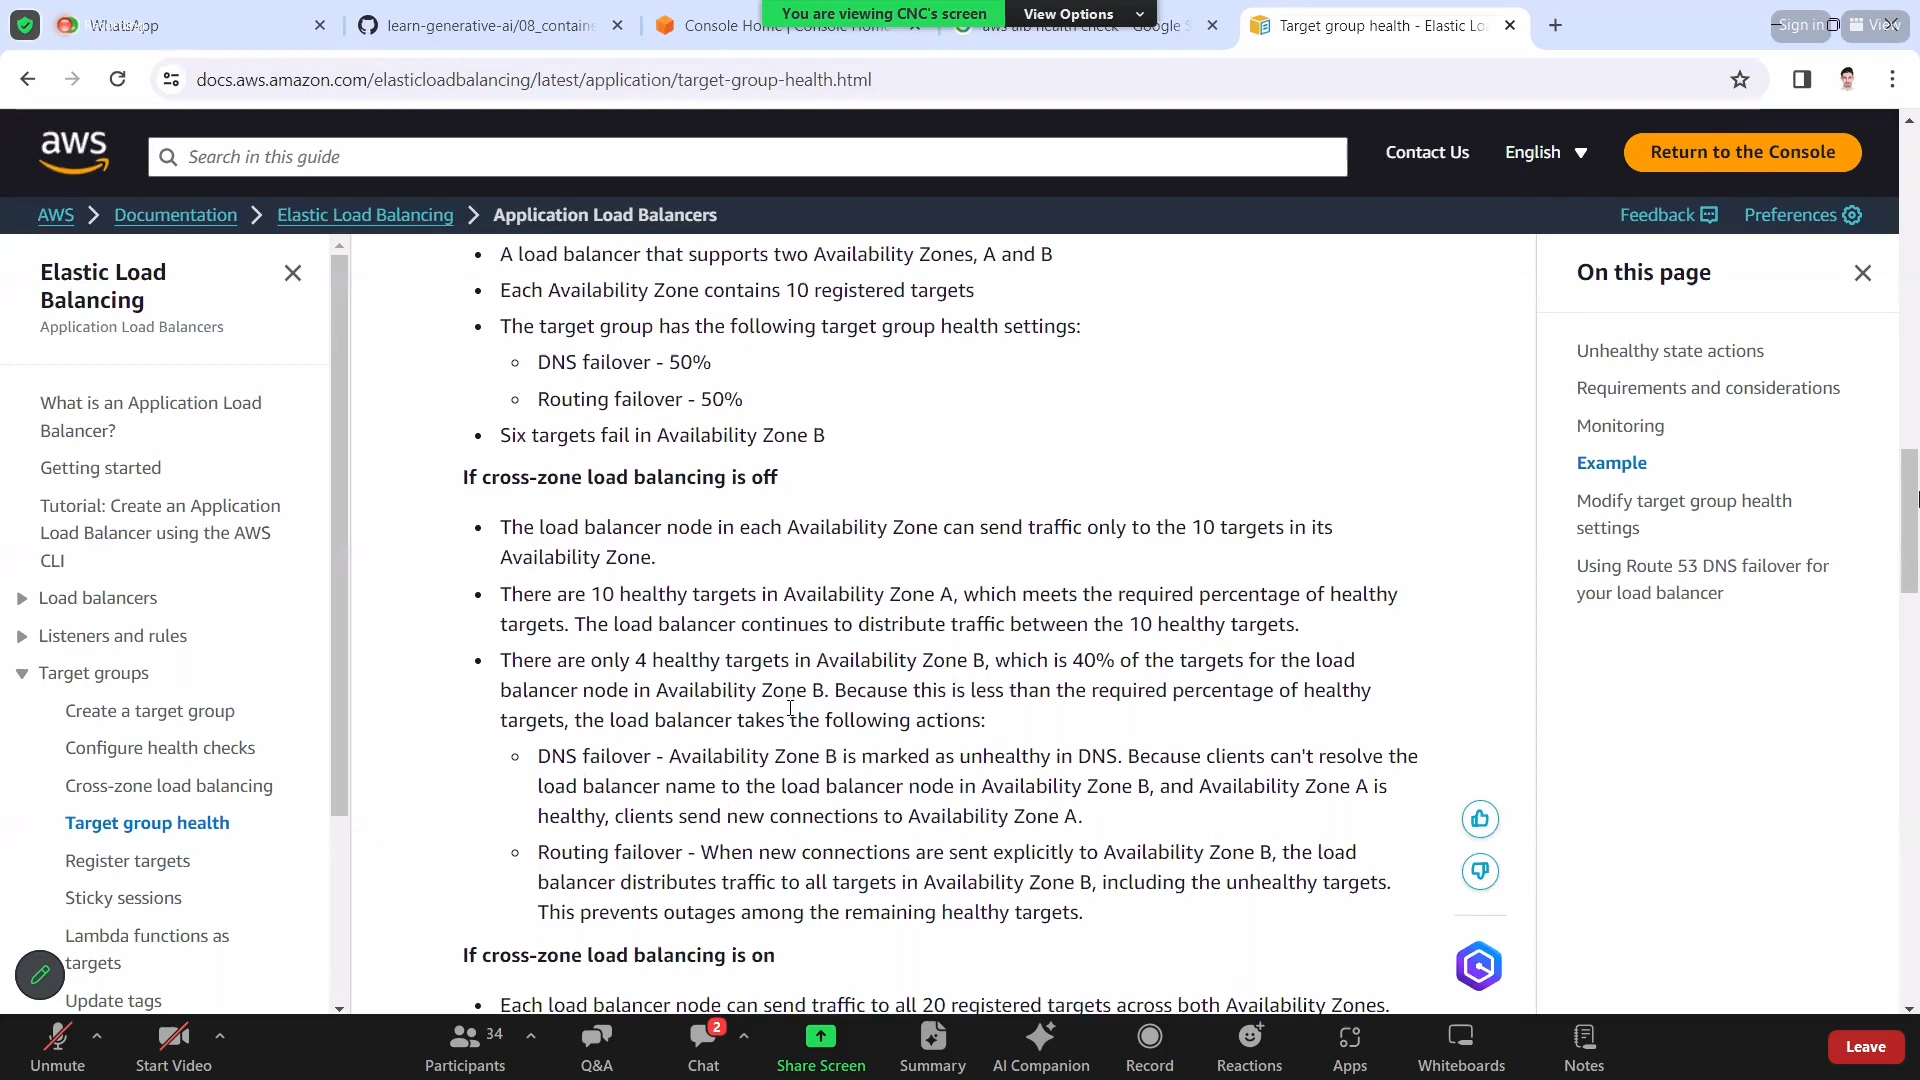 WhatsApp
learn-generative-ai/08_containe
Console Home | Console Home
aws alb health check - Google S
You are viewing CNC's screen
View Options
Target group health - Elastic Lo
Sign in
View
docs.aws.amazon.com/elasticloadbalancing/latest/application/target-group-health.html
aws
Search in this guide
Contact Us
English
Return to the Console
AWS
Documentation
Elastic Load Balancing
Application Load Balancers
Feedback
Preferences
Elastic Load
Balancing
Application Load Balancers
What is an Application Load
Balancer?
Getting started
Tutorial: Create an Application
Load Balancer using the AWS
CLI
Load balancers
Listeners and rules
Target groups
Create a target group
Configure health checks
Cross-zone load balancing
Target group health
Register targets
Sticky sessions
Lambda functions as
targets
Update tags
• A load balancer that supports two Availability Zones, A and B
• Each Availability Zone contains 10 registered targets
• The target group has the following target group health settings:
◦ DNS failover - 50%
◦ Routing failover - 50%
• Six targets fail in Availability Zone B
If cross-zone load balancing is off
• The load balancer node in each Availability Zone can send traffic only to the 10 targets in its
Availability Zone.
• There are 10 healthy targets in Availability Zone A, which meets the required percentage of healthy
targets. The load balancer continues to distribute traffic between the 10 healthy targets.
• There are only 4 healthy targets in Availability Zone B, which is 40% of the targets for the load
balancer node in Availability Zone B. Because this is less than the required percentage of healthy
targets, the load balancer takes the following actions:
◦ DNS failover - Availability Zone B is marked as unhealthy in DNS. Because clients can't resolve the
load balancer name to the load balancer node in Availability Zone B, and Availability Zone A is
healthy, clients send new connections to Availability Zone A.
◦ Routing failover - When new connections are sent explicitly to Availability Zone B, the load
balancer distributes traffic to all targets in Availability Zone B, including the unhealthy targets.
This prevents outages among the remaining healthy targets.
If cross-zone load balancing is on
• Each load balancer node can send traffic to all 20 registered targets across both Availability Zones.
On this page
Unhealthy state actions
Requirements and considerations
Monitoring
Example
Modify target group health
settings
Using Route 53 DNS failover for
your load balancer
Unmute
Start Video
34
Participants
Q&A
2
Chat
Share Screen
Summary
AI Companion
Record
Reactions
Apps
Whiteboards
Notes
Leave